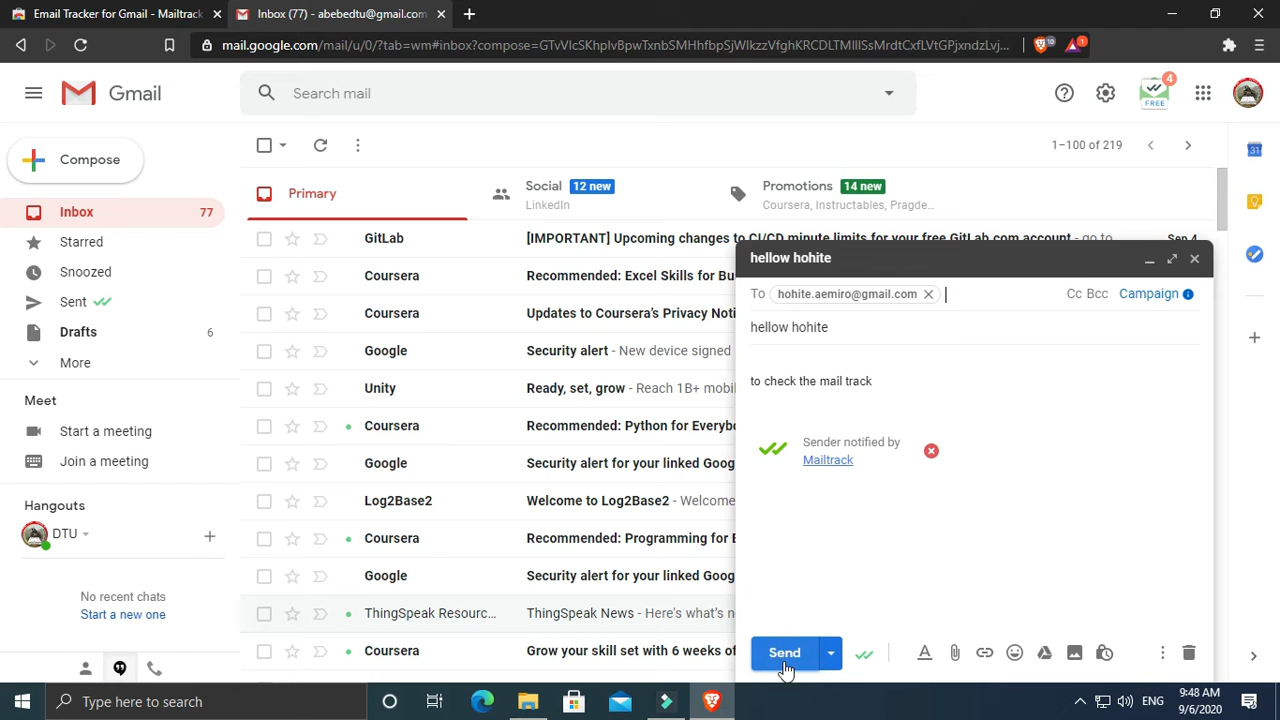 Email Tracker for Gmail - Mailtrack
Inbox (77) - abebedtu@gmail.com
mail.google.com/mail/u/0/?tab=wm#inbox?compose=GTvVlcSKhplvBpwTxnbSMHhfbpSjWlkzzVfghKRCDLTMlllSsMrdtCxfLVtGPjxndzLvj...
10
1
Gmail
Search mail
4
FREE
Compose
1–100 of 219
Primary
Social 12 new
LinkedIn
Promotions 14 new
Coursera, Instructables, Pragde...
Inbox 77
Starred
Snoozed
Sent
Drafts 6
More
Meet
Start a meeting
Join a meeting
Hangouts
DTU
No recent chats
Start a new one
GitLab [IMPORTANT] Upcoming changes to CI/CD minute limits for your free GitLab.com account - go to Sep 4
Coursera Recommended: Excel Skills for Bu
Coursera Updates to Coursera's Privacy Noti
Google Security alert - New device signed
Unity Ready, set, grow - Reach 1B+ mobil
Coursera Recommended: Python for Everybo
Google Security alert for your linked Goog
Log2Base2 Welcome to Log2Base2 - Welcome
Coursera Recommended: Programming for E
Google Security alert for your linked Goog
ThingSpeak Resourc... ThingSpeak News - Here's what's n
Coursera Grow your skill set with 6 weeks of
hellow hohite
To hohite.aemiro@gmail.com Cc Bcc Campaign
hellow hohite
to check the mail track
Sender notified by
Mailtrack
Send
31
Type here to search
ENG
9:48 AM
9/6/2020